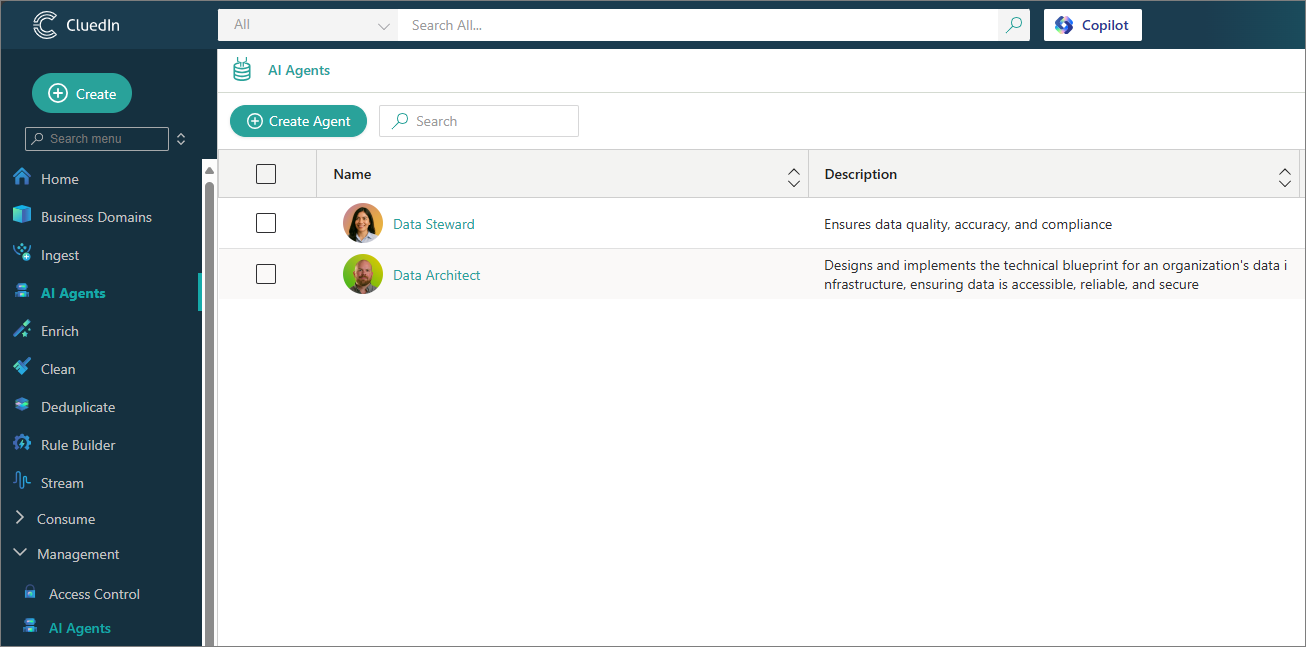 CluedIn
All
Search All...
Copilot
Create
Search menu
Home
Business Domains
Ingest
AI Agents
Enrich
Clean
Deduplicate
Rule Builder
Stream
Consume
Management
Access Control
AI Agents
AI Agents
Create Agent
Search
Name
Description
Data Steward
Ensures data quality, accuracy, and compliance
Data Architect
Designs and implements the technical blueprint for an organization's data i
nfrastructure, ensuring data is accessible, reliable, and secure